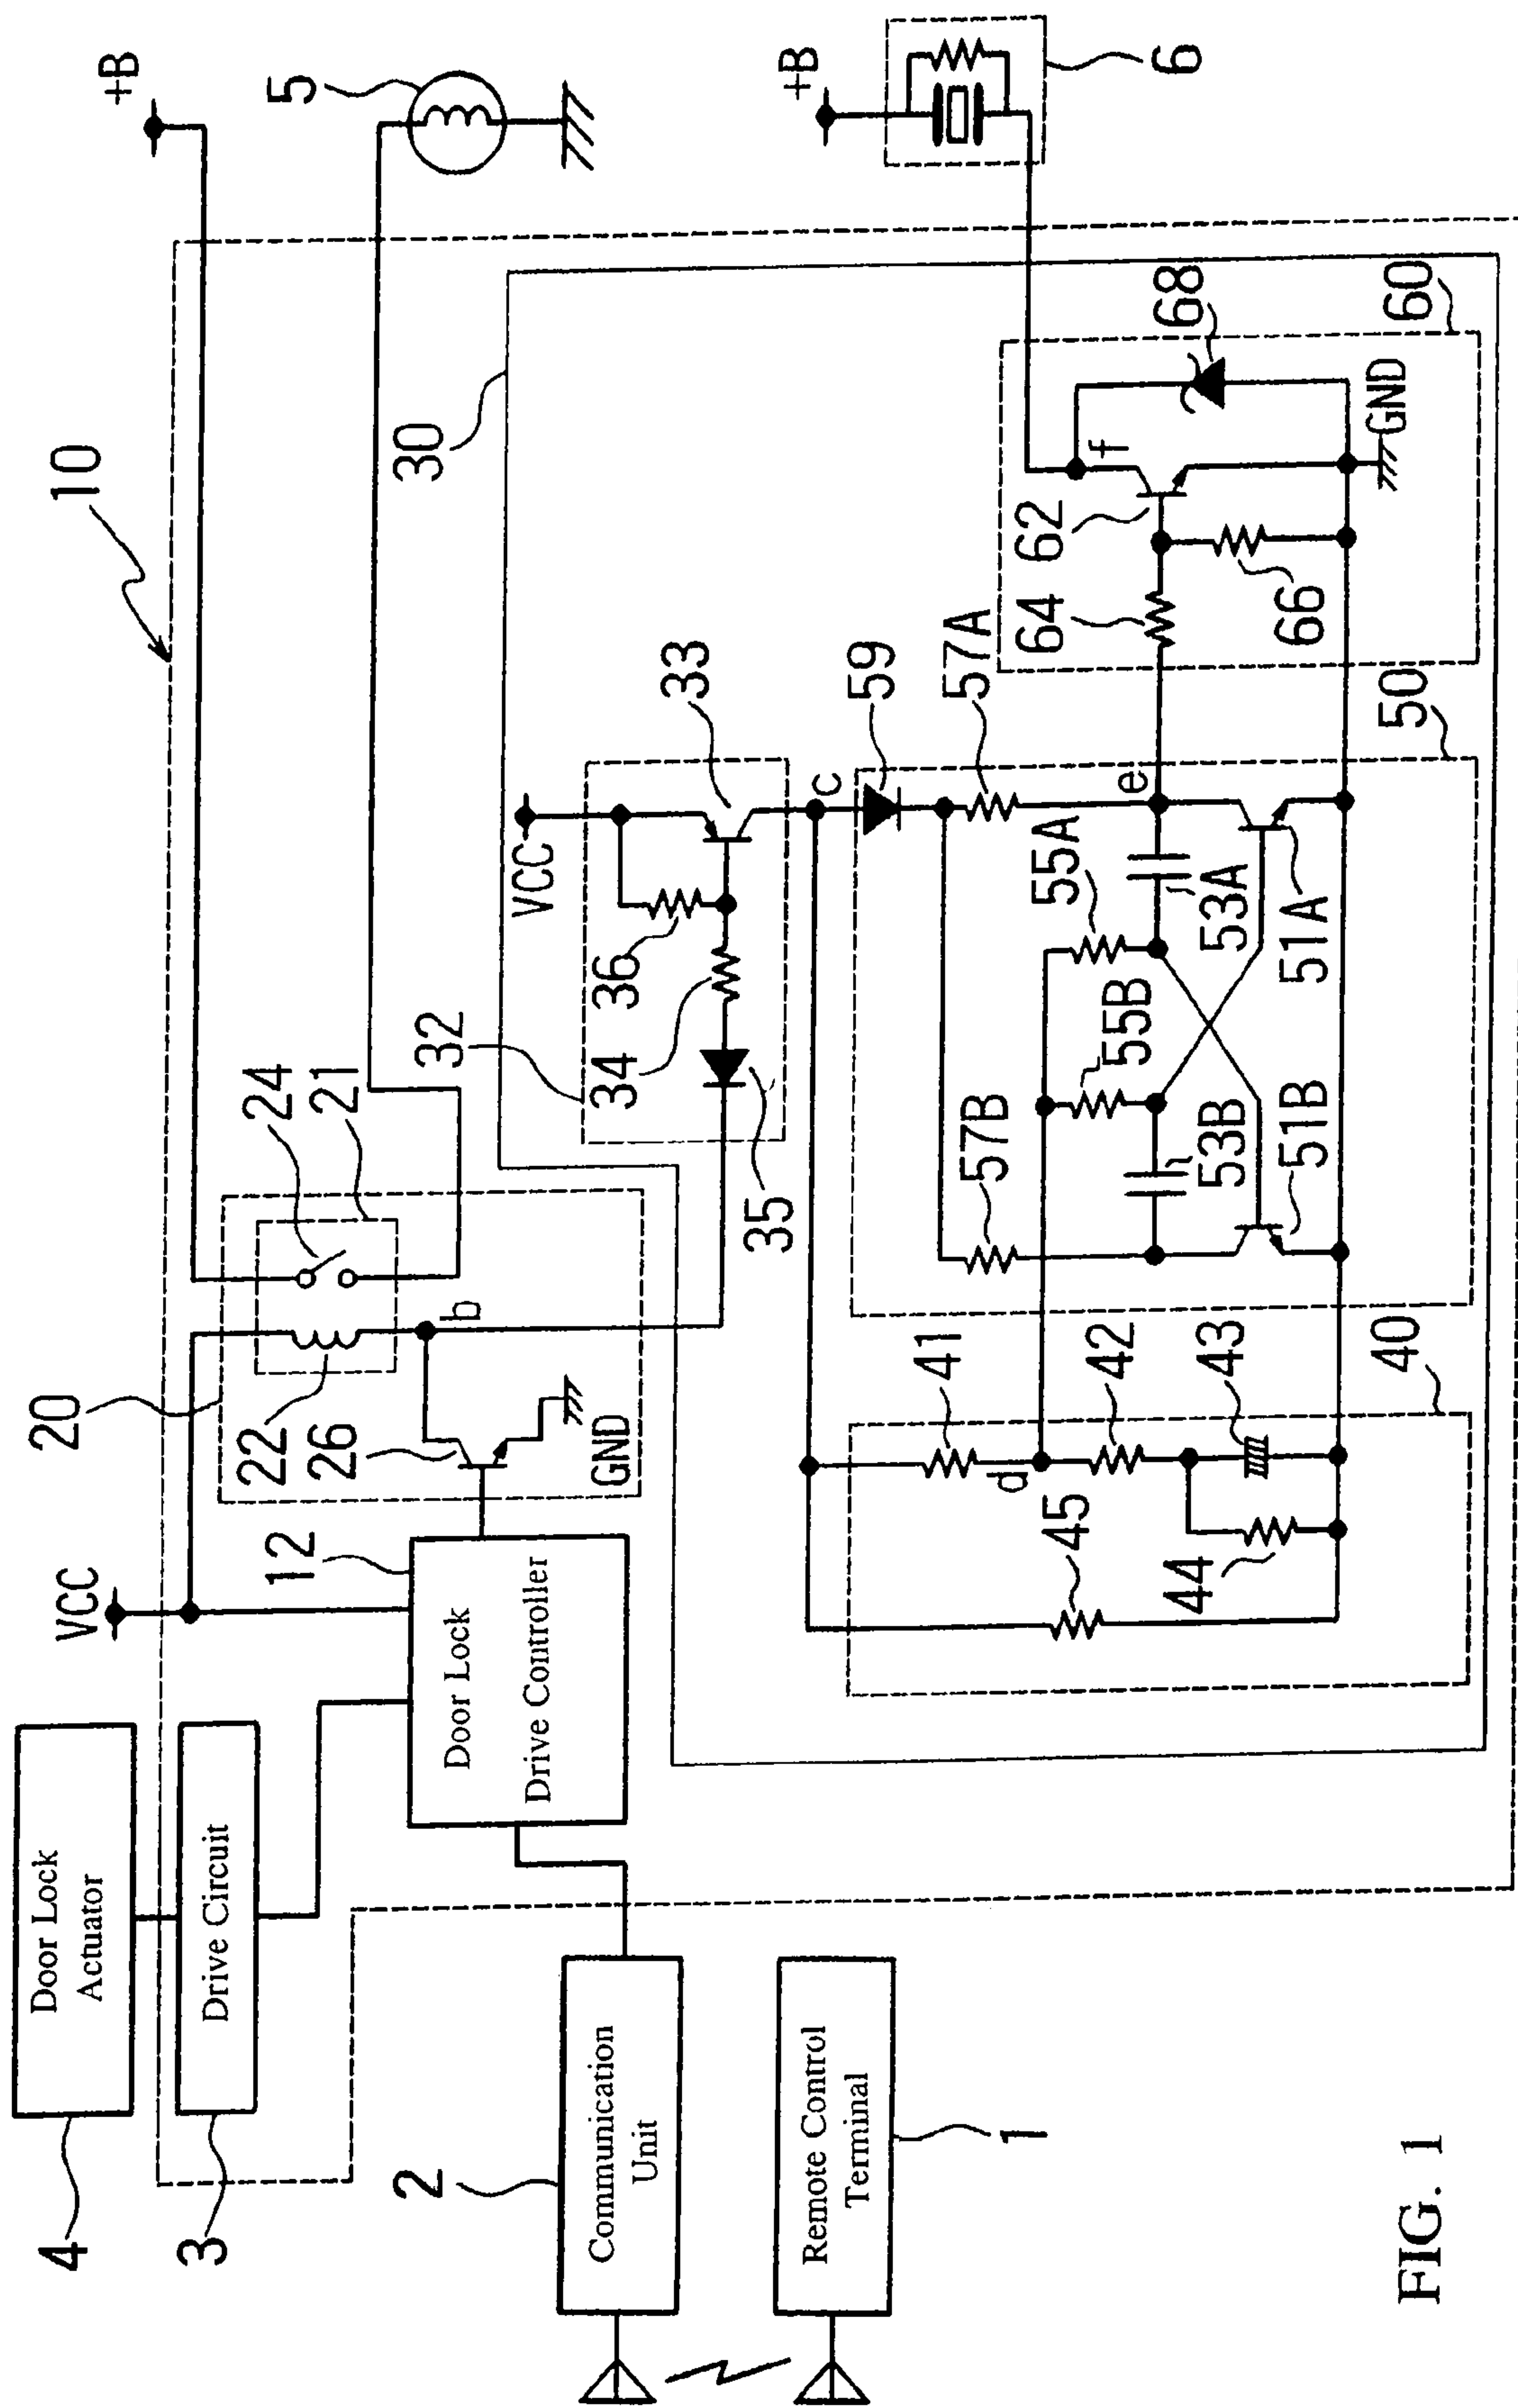 4
Door Lock
Actuator
3
Drive Circuit
VCC
12
Door Lock
Drive Controller
2
Communication
Unit
Remote Control
Terminal
1
10
20
22
26
GND
b
24
21
+B
5
30
32
34
36
35
VCC
33
c
+B
6
59
57A
57B
55A
55B
53A
53B
51A
51B
e
50
41
42
43
44
45
d
40
62
64
66
68
f
GND
60
FIG. 1